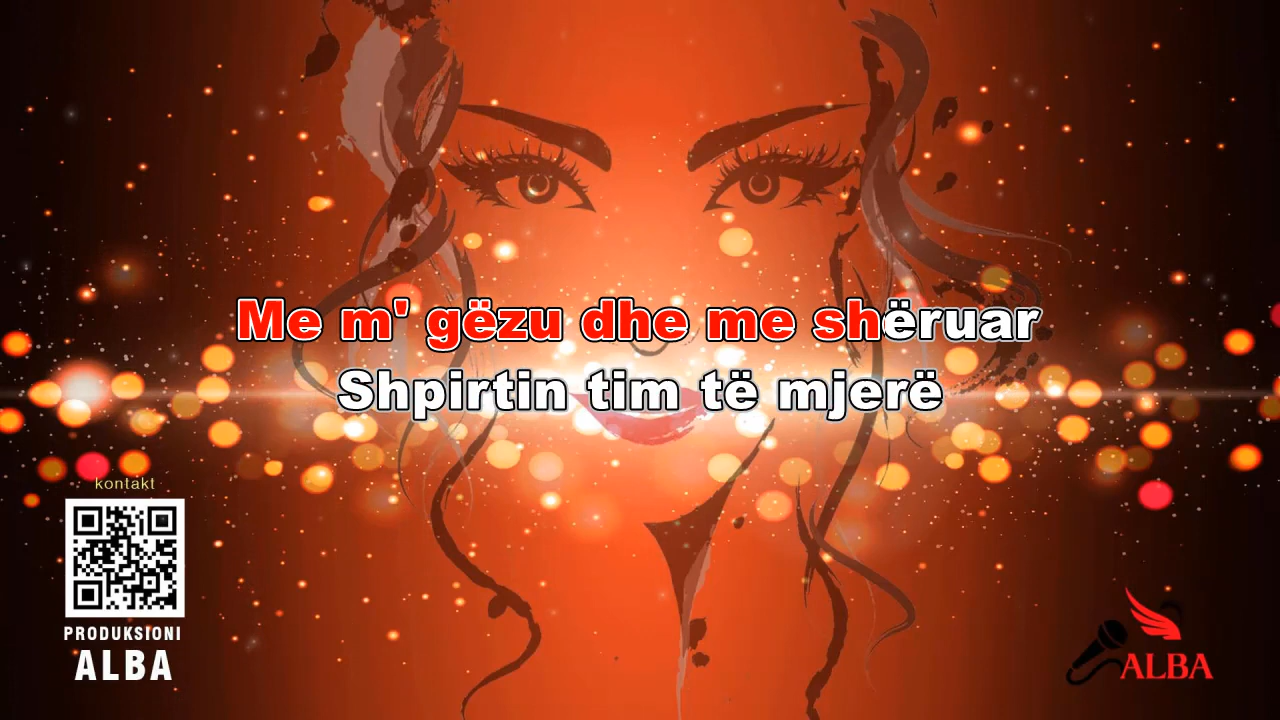 Me m' gëzu dhe me shëruar
Shpirtin tim të mjerë
kontakt
PRODUKSIONI
ALBA
ALBA